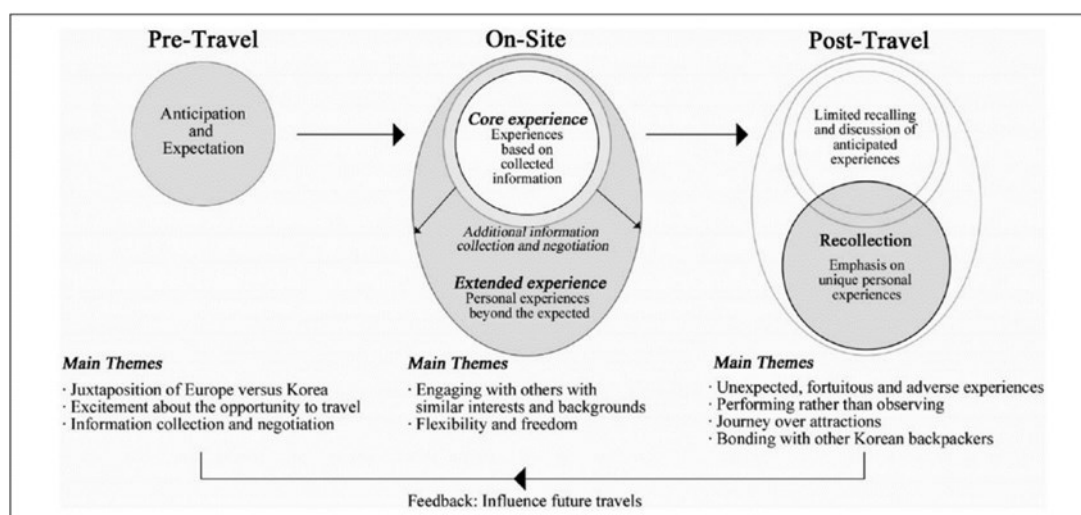 Pre-Travel
Anticipation
and
Expectation
Main Themes
· Juxtaposition of Europe versus Korea
· Excitement about the opportunity to travel
· Information collection and negotiation
On-Site
Core experience
Experiences
based on
collected
information
Additional information
collection and negotiation
Extended experience
Personal experiences
beyond the expected
Main Themes
· Engaging with others with
similar interests and backgrounds
· Flexibility and freedom
Post-Travel
Limited recalling
and discussion of
anticipated
experiences
Recollection
Emphasis on
unique personal
experiences
Main Themes
· Unexpected, fortuitous and adverse experiences
· Performing rather than observing
· Journey over attractions
· Bonding with other Korean backpackers
Feedback: Influence future travels